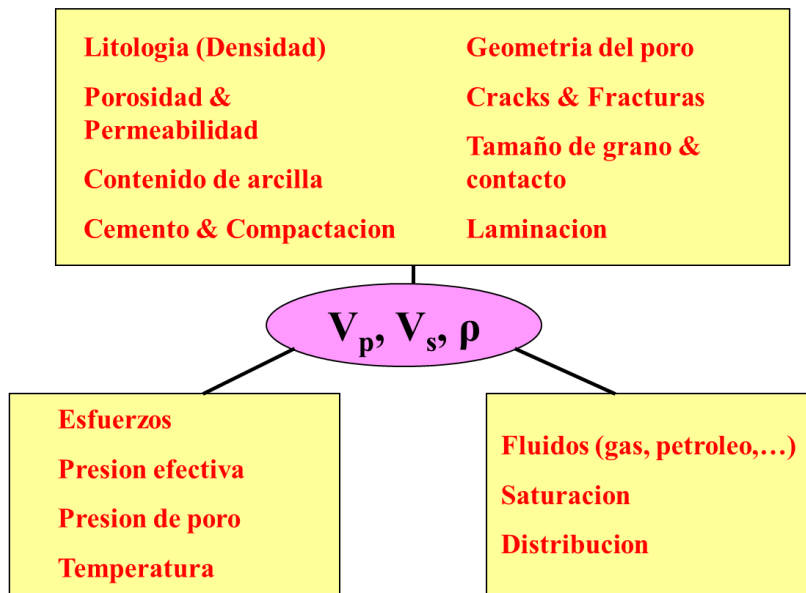 Litologia (Densidad)
Porosidad &
Permeabilidad
Contenido de arcilla
Cemento & Compactacion
Geometria del poro
Cracks & Fracturas
Tamaño de grano &
contacto
Laminacion
Vp, Vs, ρ
Esfuerzos
Presion efectiva
Presion de poro
Temperatura
Fluidos (gas, petroleo,…)
Saturacion
Distribucion